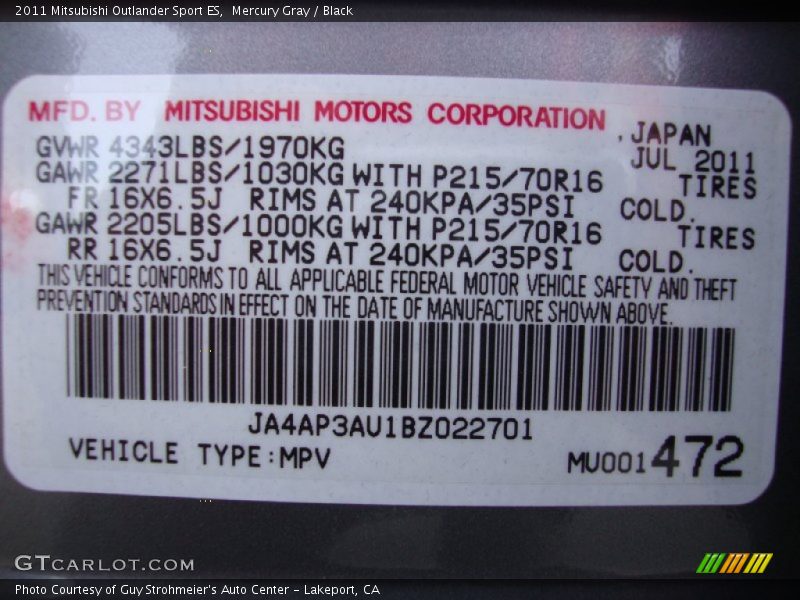 2011 Mitsubishi Outlander Sport ES, Mercury Gray / Black
MFD. BY MITSUBISHI MOTORS CORPORATION, JAPAN
GVWR 4343LBS/1970KG JUL 2011
GAWR 2271LBS/1030KG WITH P215/70R16 TIRES
FR 16X6.5J RIMS AT 240KPA/35PSI COLD.
GAWR 2205LBS/1000KG WITH P215/70R16 TIRES
RR 16X6.5J RIMS AT 240KPA/35PSI COLD.
THIS VEHICLE CONFORMS TO ALL APPLICABLE FEDERAL MOTOR VEHICLE SAFETY AND THEFT
PREVENTION STANDARDS IN EFFECT ON THE DATE OF MANUFACTURE SHOWN ABOVE.
JA4AP3AU1BZ022701
VEHICLE TYPE:MPV MU001472
GTCARLOT.COM
Photo Courtesy of Guy Strohmeier's Auto Center - Lakeport, CA